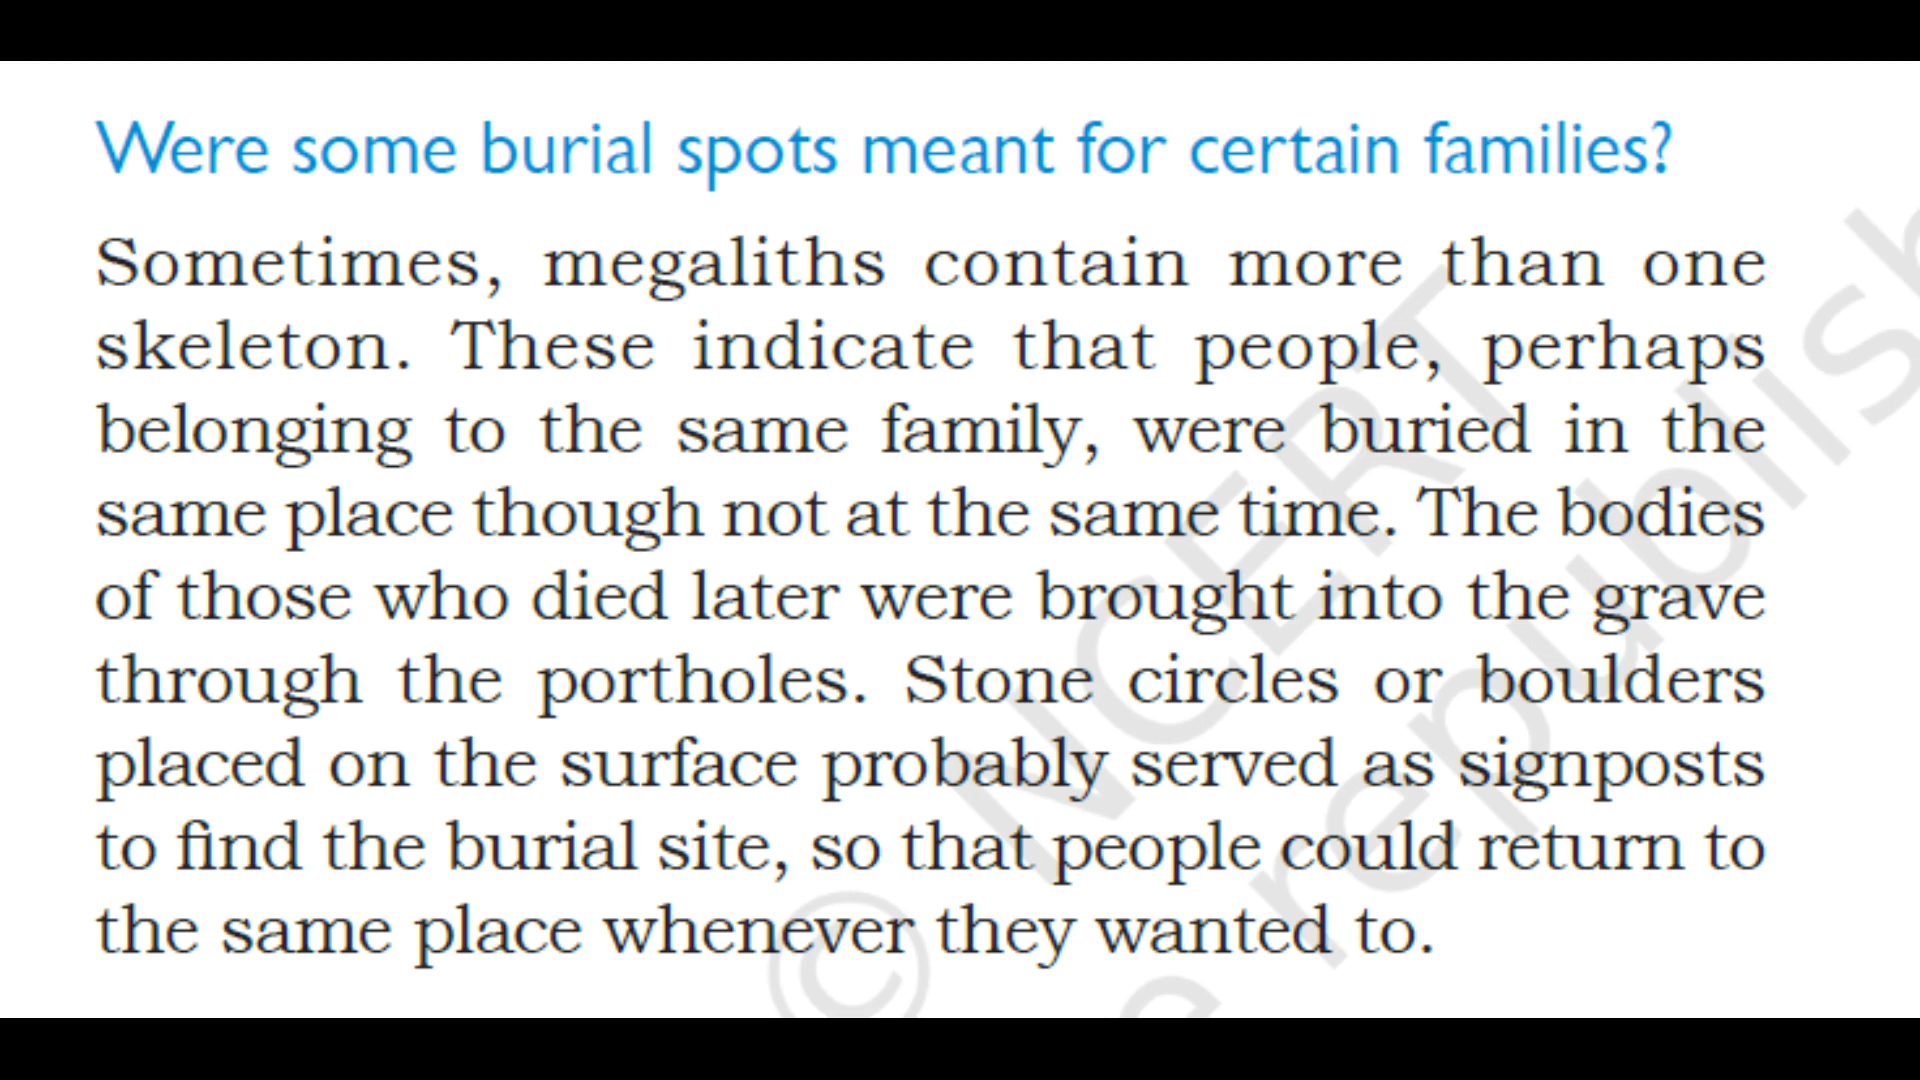 Were some burial spots meant for certain families?
Sometimes, megaliths contain more than one
skeleton. These indicate that people, perhaps
belonging to the same family, were buried in the
same place though not at the same time. The bodies
of those who died later were brought into the grave
through the portholes. Stone circles or boulders
placed on the surface probably served as signposts
to find the burial site, so that people could return to
the same place whenever they wanted to.
© NCERT
republish